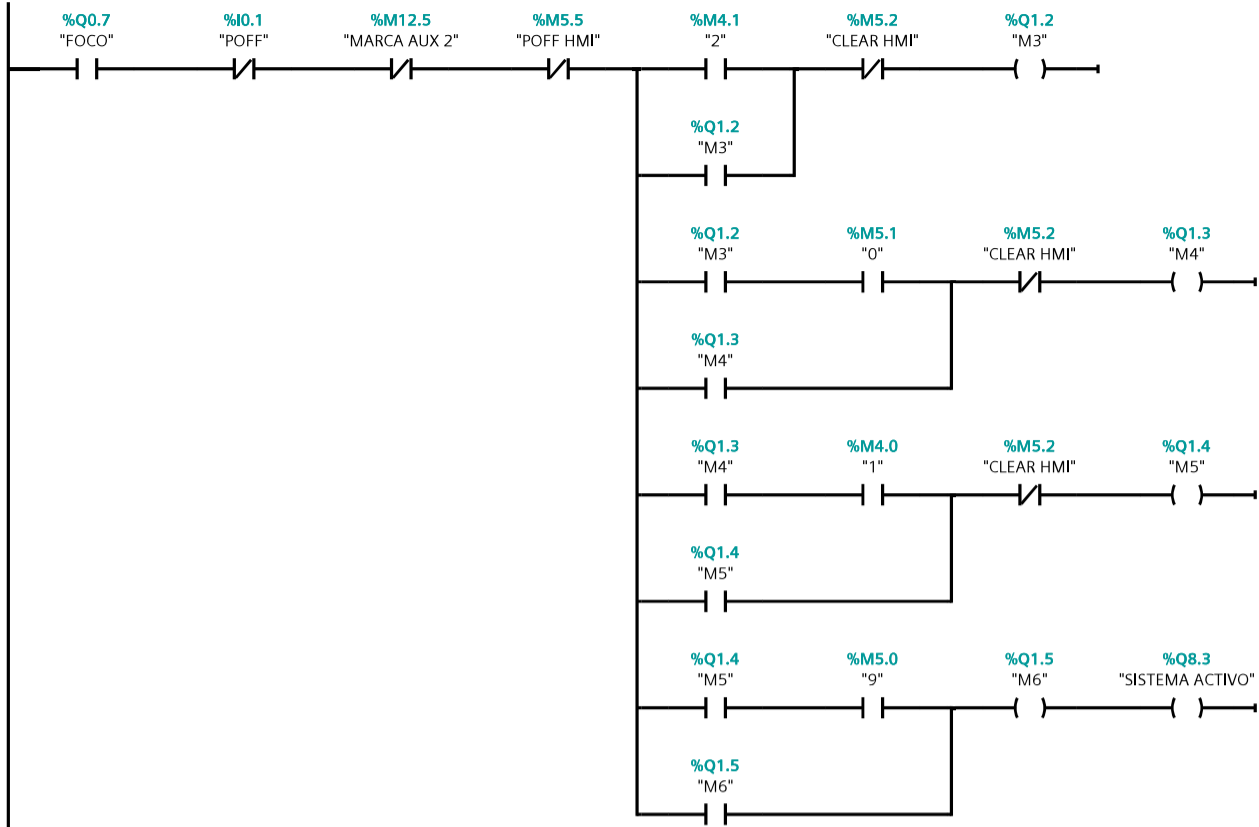 %Q0.7 %I0.1 %M12.5 %M5.5 %M4.1 %M5.2 %Q1.2
"FOCO" "POFF" "MARCA AUX 2" "POFF HMI" "2" "CLEAR HMI" "M3"
%Q1.2
"M3"
%Q1.2 %M5.1 %M5.2 %Q1.3
"M3" "0" "CLEAR HMI" "M4"
%Q1.3
"M4"
%Q1.3 %M4.0 %M5.2 %Q1.4
"M4" "1" "CLEAR HMI" "M5"
%Q1.4
"M5"
%Q1.4 %M5.0 %Q1.5 %Q8.3
"M5" "9" "M6" "SISTEMA ACTIVO"
%Q1.5
"M6"